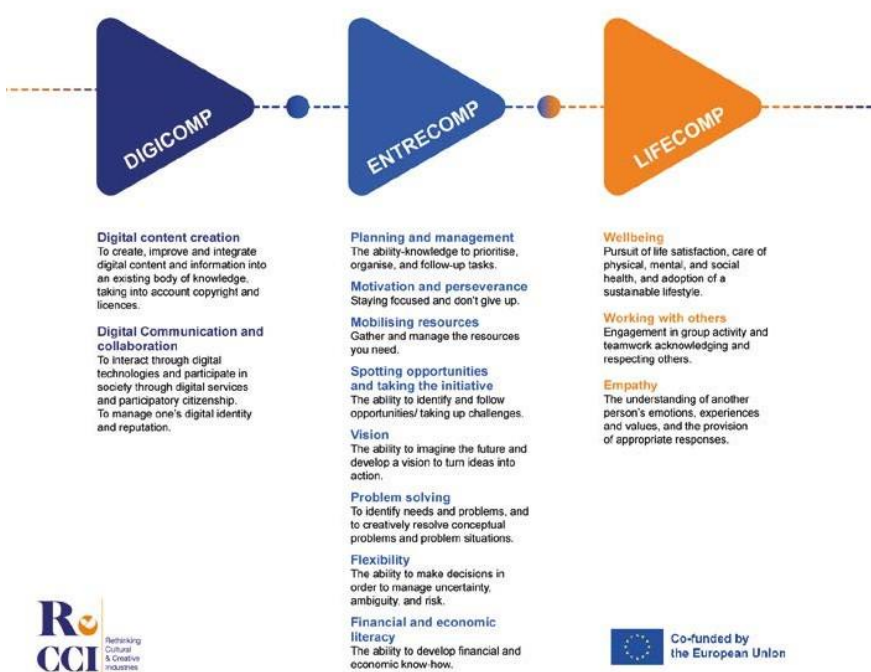 DIGICOMP
ENTRECOMP
LIFECOMP
Digital content creation
To create, improve and integrate
digital content and information into
an existing body of knowledge,
taking into account copyright and
licences.
Digital Communication and
collaboration
To interact through digital
technologies and participate in
society through digital services
and participatory citizenship.
To manage one's digital identity
and reputation.
Planning and management
The ability-knowledge to prioritise,
organise, and follow-up tasks.
Motivation and perseverance
Staying focused and don't give up.
Mobilising resources
Gather and manage the resources
you need.
Spotting opportunities
and taking the initiative
The ability to identify and follow
opportunities/ taking up challenges.
Vision
The ability to imagine the future and
develop a vision to turn ideas into
action.
Problem solving
To identify needs and problems, and
to creatively resolve conceptual
problems and problem situations.
Flexibility
The ability to make decisions in
order to manage uncertainty,
ambiguity, and risk.
Financial and economic
literacy
The ability to develop financial and
economic know-how.
Wellbeing
Pursuit of life satisfaction, care of
physical, mental, and social
health, and adoption of a
sustainable lifestyle.
Working with others
Engagement in group activity and
teamwork acknowledging and
respecting others.
Empathy
The understanding of another
person's emotions, experiences
and values, and the provision
of appropriate responses.
R
CCI
Rethinking
Cultural
& Creative
Industries
Co-funded by
the European Union